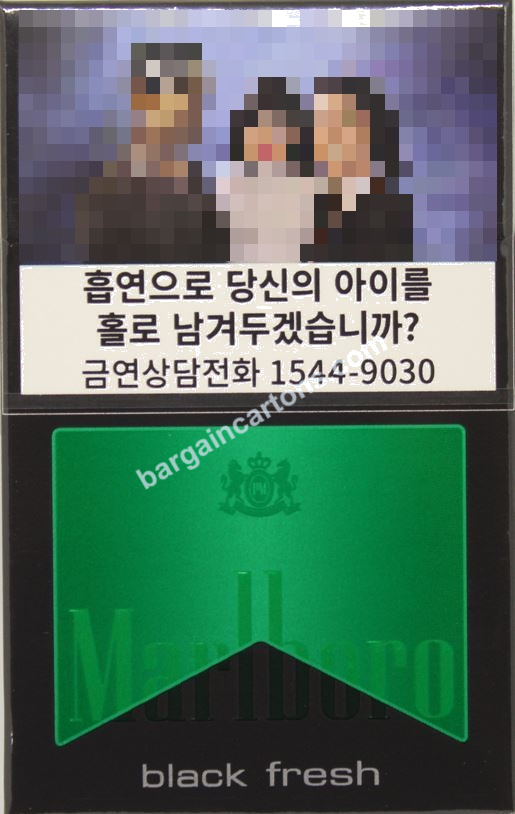 흡연으로 당신의 아이를
홀로 남겨두겠습니까?
금연상담전화 1544-9030
bargaincartons.com
PM
Marlboro
black fresh